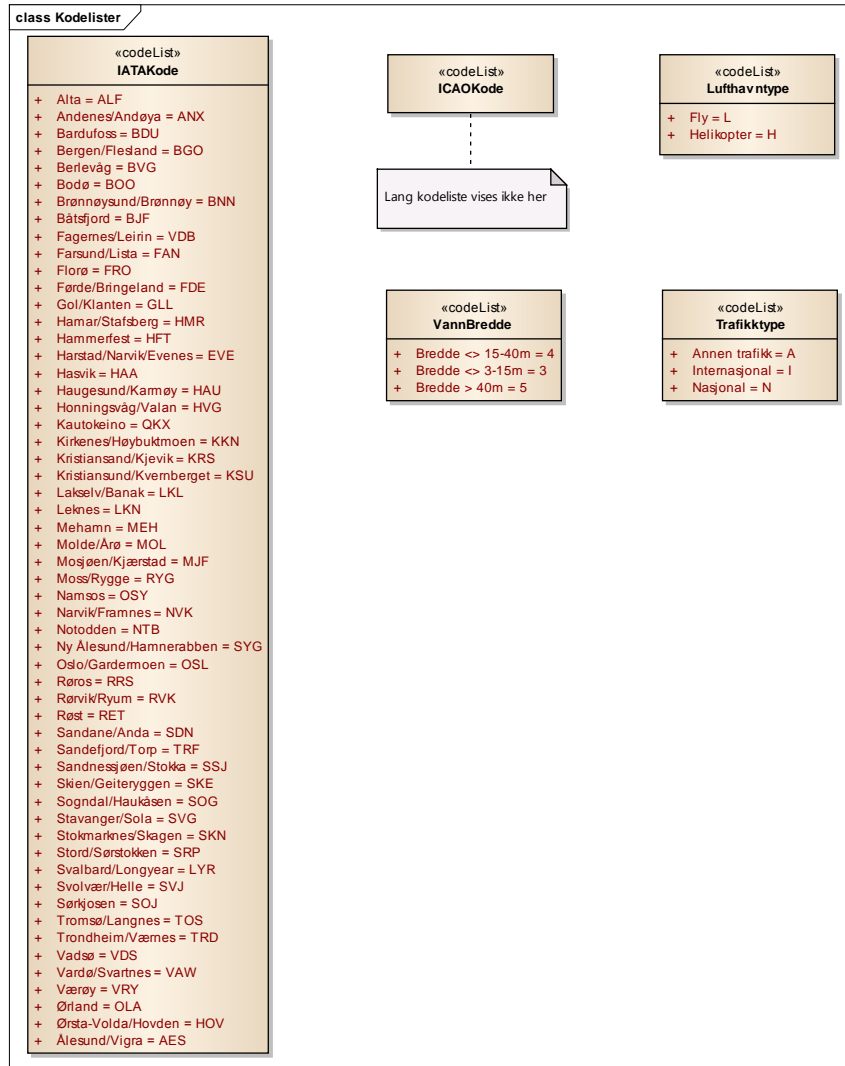 class Kodelister
«codeList»
IATAKode
+ Alta = ALF
+ Andenes/Andøya = ANX
+ Bardufoss = BDU
+ Bergen/Flesland = BGO
+ Berlevåg = BVG
+ Bodø = BOO
+ Brønnøysund/Brønnøy = BNN
+ Båtsfjord = BJF
+ Fagernes/Leirin = VDB
+ Farsund/Lista = FAN
+ Florø = FRO
+ Førde/Bringeland = FDE
+ Gol/Klanten = GLL
+ Hamar/Stafsberg = HMR
+ Hammerfest = HFT
+ Harstad/Narvik/Evenes = EVE
+ Hasvik = HAA
+ Haugesund/Karmøy = HAU
+ Honningsvåg/Valan = HVG
+ Kautokeino = QKX
+ Kirkenes/Høybuktmoen = KKN
+ Kristiansand/Kjevik = KRS
+ Kristiansund/Kvernberget = KSU
+ Lakselv/Banak = LKL
+ Leknes = LKN
+ Mehamn = MEH
+ Molde/Årø = MOL
+ Mosjøen/Kjærstad = MJF
+ Moss/Rygge = RYG
+ Namsos = OSY
+ Narvik/Framnes = NVK
+ Notodden = NTB
+ Ny Ålesund/Hamnerabben = SYG
+ Oslo/Gardermoen = OSL
+ Røros = RRS
+ Rørvik/Ryum = RVK
+ Røst = RET
+ Sandane/Anda = SDN
+ Sandefjord/Torp = TRF
+ Sandnessjøen/Stokka = SSJ
+ Skien/Geiteryggen = SKE
+ Sogndal/Haukåsen = SOG
+ Stavanger/Sola = SVG
+ Stokmarknes/Skagen = SKN
+ Stord/Sørstokken = SRP
+ Svalbard/Longyear = LYR
+ Svolvær/Helle = SVJ
+ Sørkjosen = SOJ
+ Tromsø/Langnes = TOS
+ Trondheim/Værnes = TRD
+ Vadsø = VDS
+ Vardø/Svartnes = VAW
+ Værøy = VRY
+ Ørland = OLA
+ Ørsta-Volda/Hovden = HOV
+ Ålesund/Vigra = AES
«codeList»
ICAOKode
Lang kodeliste vises ikke her
«codeList»
Lufthavntype
+ Fly = L
+ Helikopter = H
«codeList»
VannBredde
+ Bredde <> 15-40m = 4
+ Bredde <> 3-15m = 3
+ Bredde > 40m = 5
«codeList»
Trafikktype
+ Annen trafikk = A
+ Internasjonal = I
+ Nasjonal = N